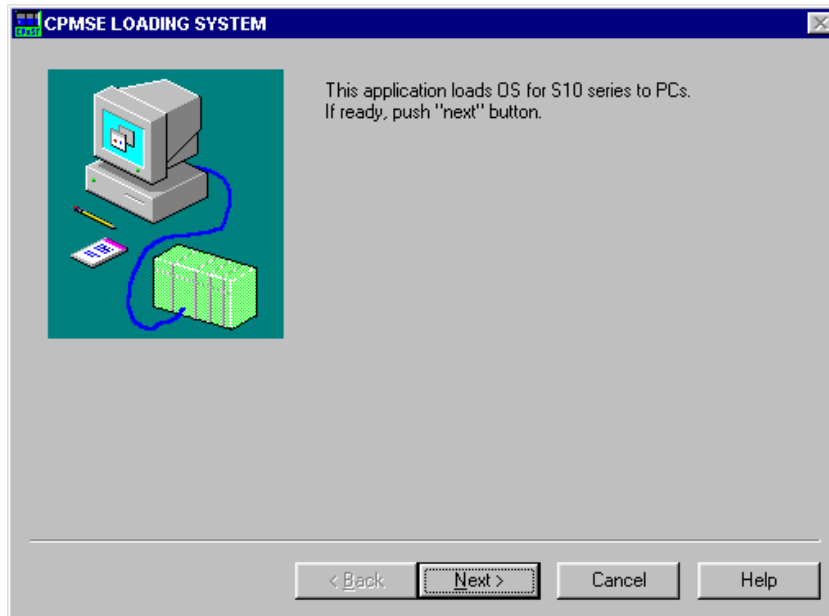 CPMSE LOADING SYSTEM
This application loads OS for S10 series to PCs.
If ready, push "next" button.
< Back
Next >
Cancel
Help